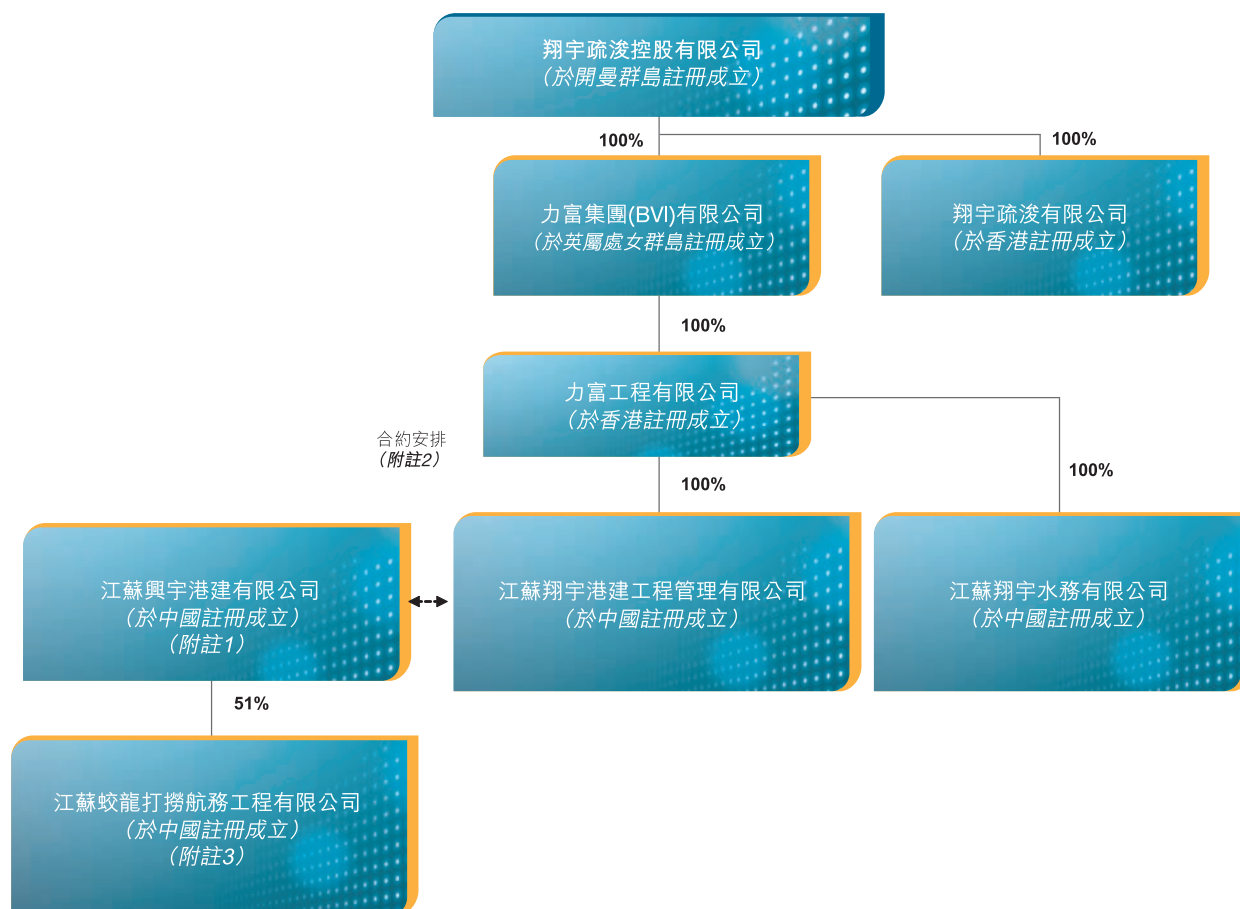 翔宇疏浚控股有限公司
（於開曼群島註冊成立）
100%
100%
力富集團(BVI)有限公司
（於英屬處女群島註冊成立）
翔宇疏浚有限公司
（於香港註冊成立）
100%
力富工程有限公司
（於香港註冊成立）
合約安排
（附註2）
100%
100%
江蘇興宇港建有限公司
（於中國註冊成立）
（附註1）
江蘇翔宇港建工程管理有限公司
（於中國註冊成立）
江蘇翔宇水務有限公司
（於中國註冊成立）
51%
江蘇蛟龍打撈航務工程有限公司
（於中國註冊成立）
（附註3）